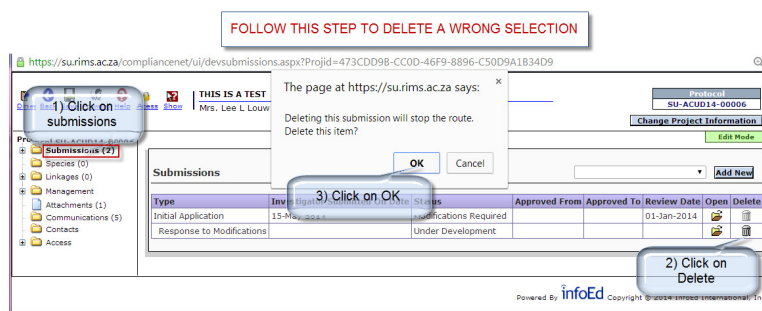 FOLLOW THIS STEP TO DELETE A WRONG SELECTION
https://su.rims.ac.za/compliancenet/ui/devsubmissions.aspx?Projid=473CDD9B-CC0D-46F9-8896-C50D9A1B34D9
The page at https://su.rims.ac.za says:
×
Deleting this submission will stop the route.
Delete this item?
OK Cancel
THIS IS A TEST
Mrs. Lee L Louw
Back Help Show
Protocol
SU-ACUD14-00006
Change Project Information
Edit Mode
1) Click on
submissions
Submissions (2)
Species (0)
Linkages (0)
Management
Attachments (1)
Communications (5)
Contacts
Access
Submissions
Add New
3) Click on OK
Type Status Approved From Approved To Review Date Open Delete
Initial Application 15-May Modifications Required 01-Jan-2014
Response to Modifications Under Development
2) Click on
Delete
Powered By infoEd Copyright © 2014 InfoEd International, In